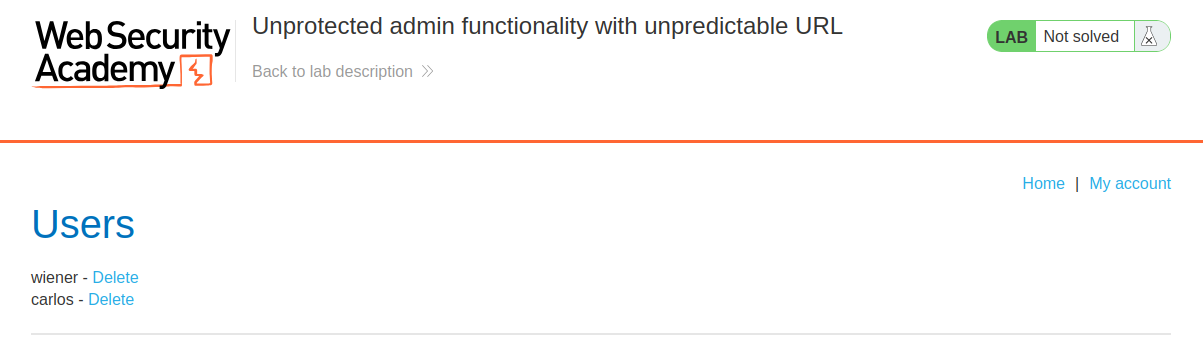 Web Security
Academy
Unprotected admin functionality with unpredictable URL
Back to lab description
LAB Not solved
Home | My account
Users
wiener - Delete
carlos - Delete